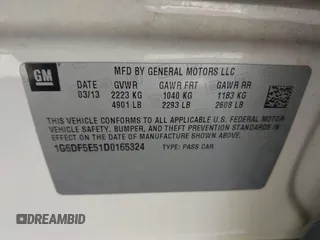 GM
MFD BY GENERAL MOTORS LLC
DATE GVWR GAWR FRT GAWR RR
03/13 2223 KG 1040 KG 1183 KG
4901 LB 2293 LB 2608 LB
THIS VEHICLE CONFORMS TO ALL APPLICABLE U.S. FEDERAL MOTOR
VEHICLE SAFETY, BUMPER, AND THEFT PREVENTION STANDARDS IN
EFFECT ON THE DATE OF MANUFACTURE SHOWN ABOVE.
1G6DF5E51D0165324 TYPE: PASS CAR
DREAMBID